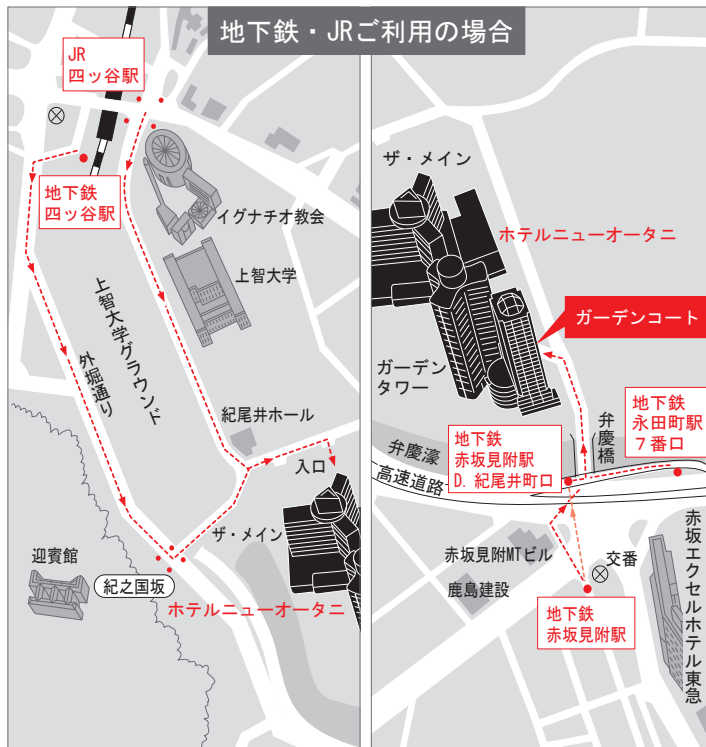 地下鉄・JRご利用の場合
JR
四ッ谷駅
地下鉄
四ッ谷駅
イグナチオ教会
上智大学
上智大学グラウンド
外堀通り
紀尾井ホール
入口
ザ・メイン
迎賓館
紀之国坂
ホテルニューオータニ
ザ・メイン
ホテルニューオータニ
ガーデンコート
ガーデン
タワー
地下鉄
永田町駅
7番口
弁慶橋
地下鉄
赤坂見附駅
D. 紀尾井町口
弁慶濠
高速道路
赤坂見附MTビル
交番
鹿島建設
地下鉄
赤坂見附駅
赤坂エクセルホテル東急